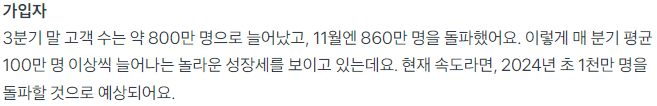 가입자
3분기 말 고객 수는 약 800만 명으로 늘어났고, 11월엔 860만 명을 돌파했어요. 이렇게 매 분기 평균
100만 명 이상씩 늘어나는 놀라운 성장세를 보이고 있는데요. 현재 속도라면, 2024년 초 1천만 명을
돌파할 것으로 예상되어요.